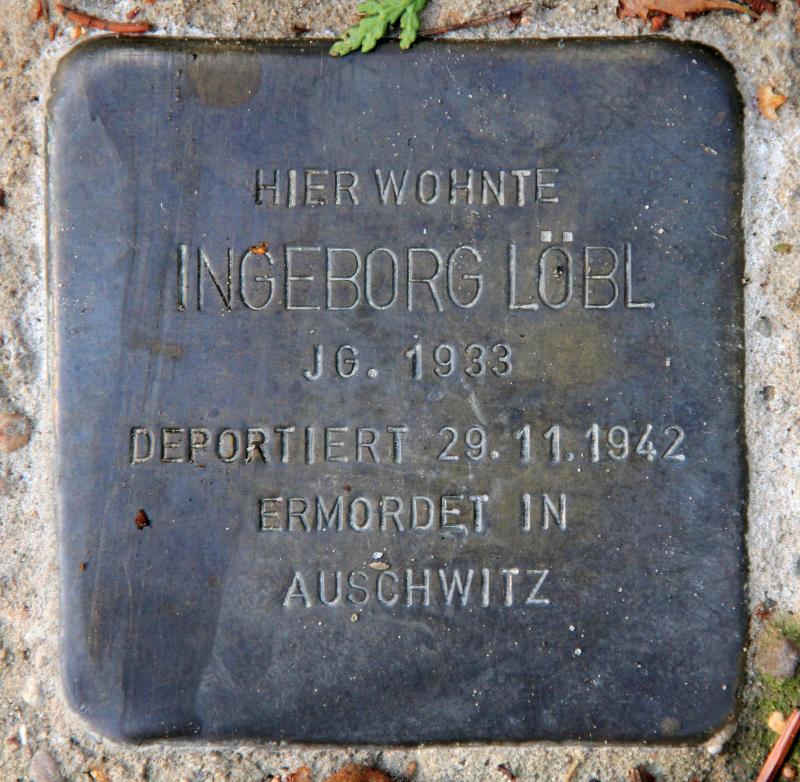 HIER WOHNTE
INGEBORG LÖBL
JG. 1933
DEPORTIERT 29.11.1942
ERMORDET IN
AUSCHWITZ